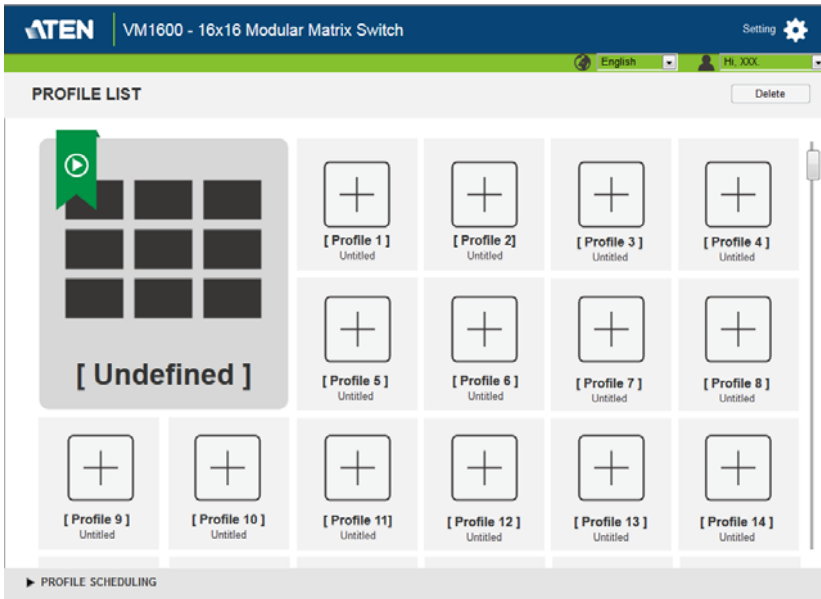 ATEN
VM1600 - 16x16 Modular Matrix Switch
Setting
English
Hi, XXX.
PROFILE LIST
Delete
[ Undefined ]
[ Profile 1 ]
Untitled
[ Profile 2]
Untitled
[ Profile 3 ]
Untitled
[ Profile 4 ]
Untitled
[ Profile 5 ]
Untitled
[ Profile 6 ]
Untitled
[ Profile 7 ]
Untitled
[ Profile 8 ]
Untitled
[ Profile 9 ]
Untitled
[ Profile 10 ]
Untitled
[ Profile 11]
Untitled
[ Profile 12 ]
Untitled
[ Profile 13 ]
Untitled
[ Profile 14 ]
Untitled
PROFILE SCHEDULING